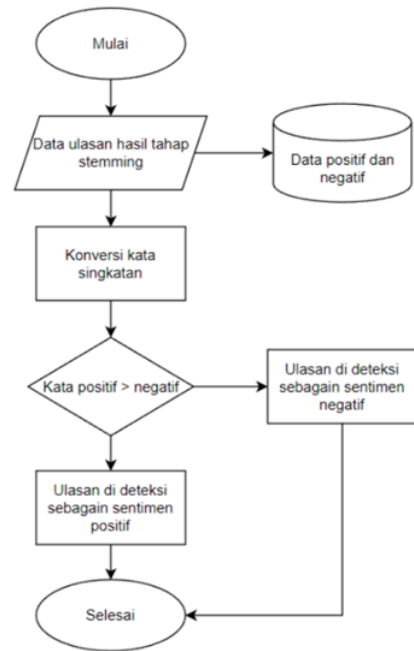 Mulai
Data ulasan hasil tahap
stemming
Data positif dan
negatif
Konversi kata
singkatan
Kata positif > negatif
Ulasan di deteksi
sebagain sentimen
negatif
Ulasan di deteksi
sebagain sentimen
positif
Selesai